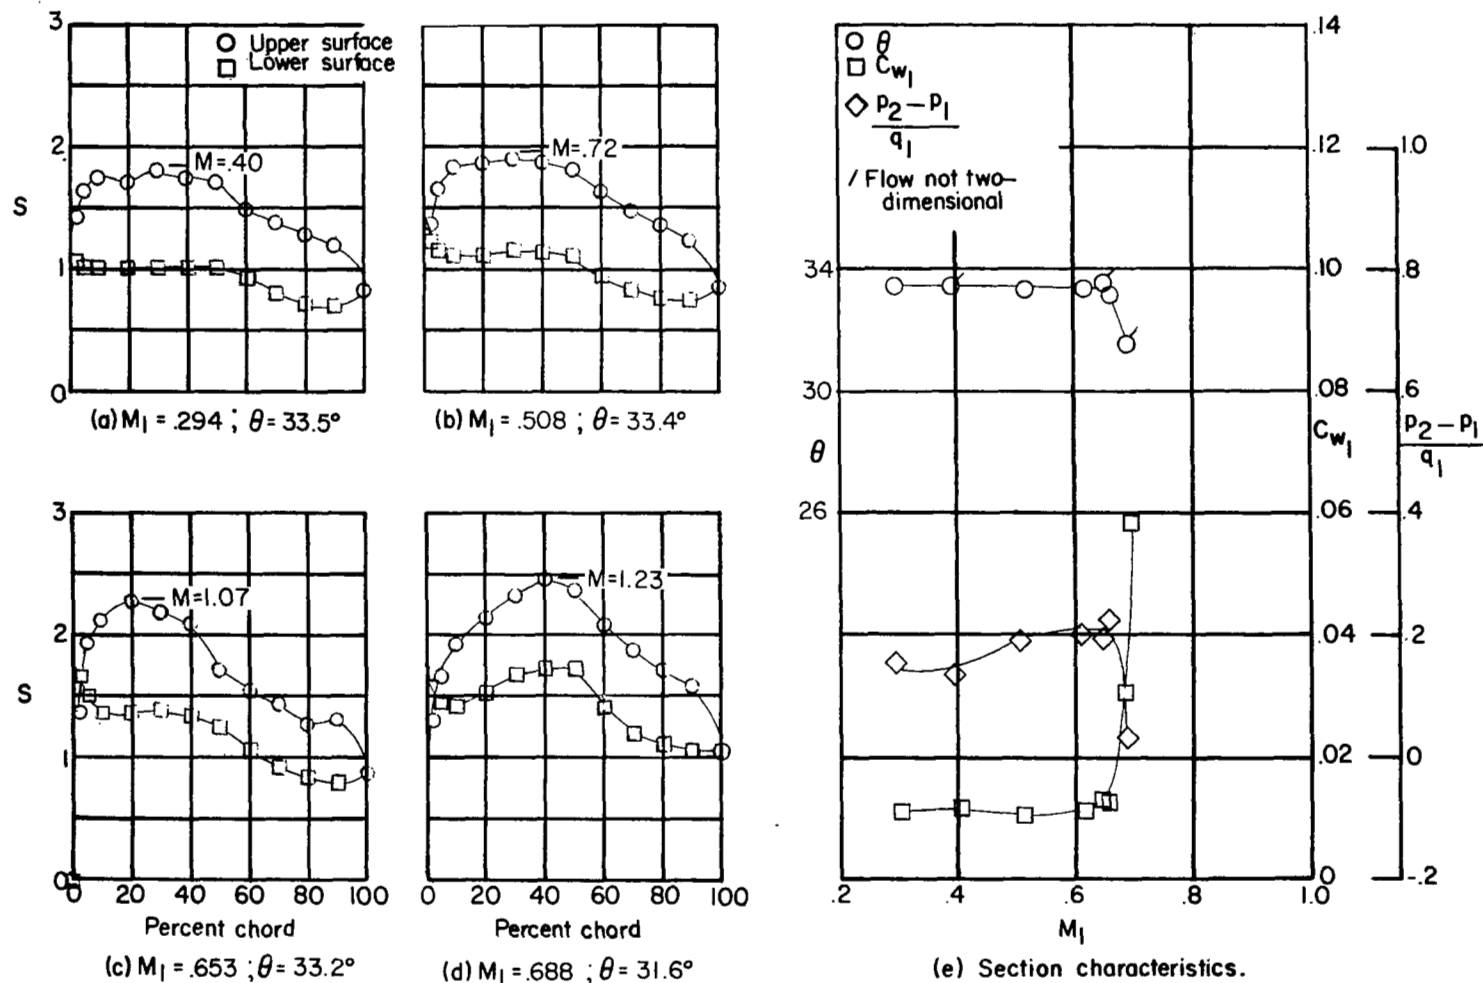 3
○ Upper surface
□ Lower surface
2
M=.40
S
1
0
(a) M₁ = .294 ; θ = 33.5°
M=.72
(b) M₁ = .508 ; θ = 33.4°
3
M=1.07
2
S
1
0
0 20 40 60 80 100
Percent chord
(c) M₁ = .653 ; θ = 33.2°
M=1.23
0 20 40 60 80 100
Percent chord
(d) M₁ = .688 ; θ = 31.6°
○ θ
□ C_w₁
◇ p₂ – p₁
q₁
/ Flow not two–
dimensional
34
30
θ
26
.14
.12
.10
.08
C_w₁
.06
.04
.02
0
1.0
.8
.6
p₂ – p₁
q₁
.4
.2
0
-.2
.2 .4 .6 .8 1.0
M₁
(e) Section characteristics.